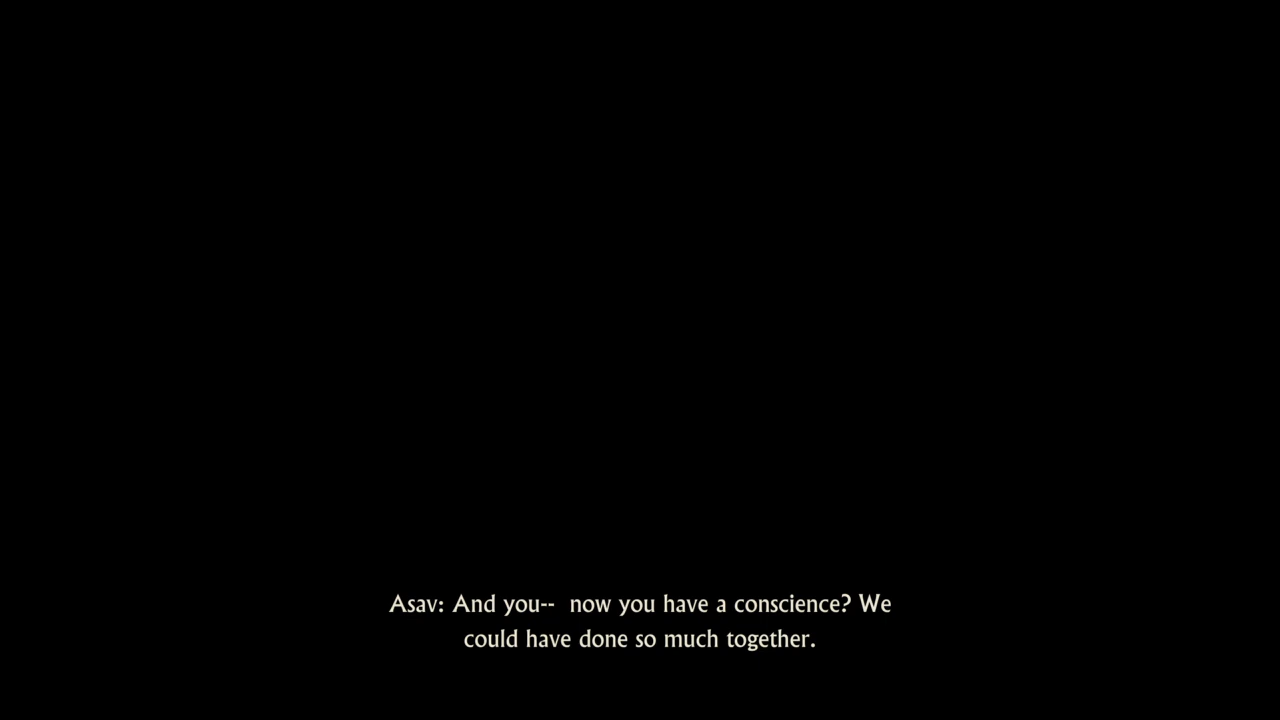 Asav: And you--  now you have a conscience? We
could have done so much together.